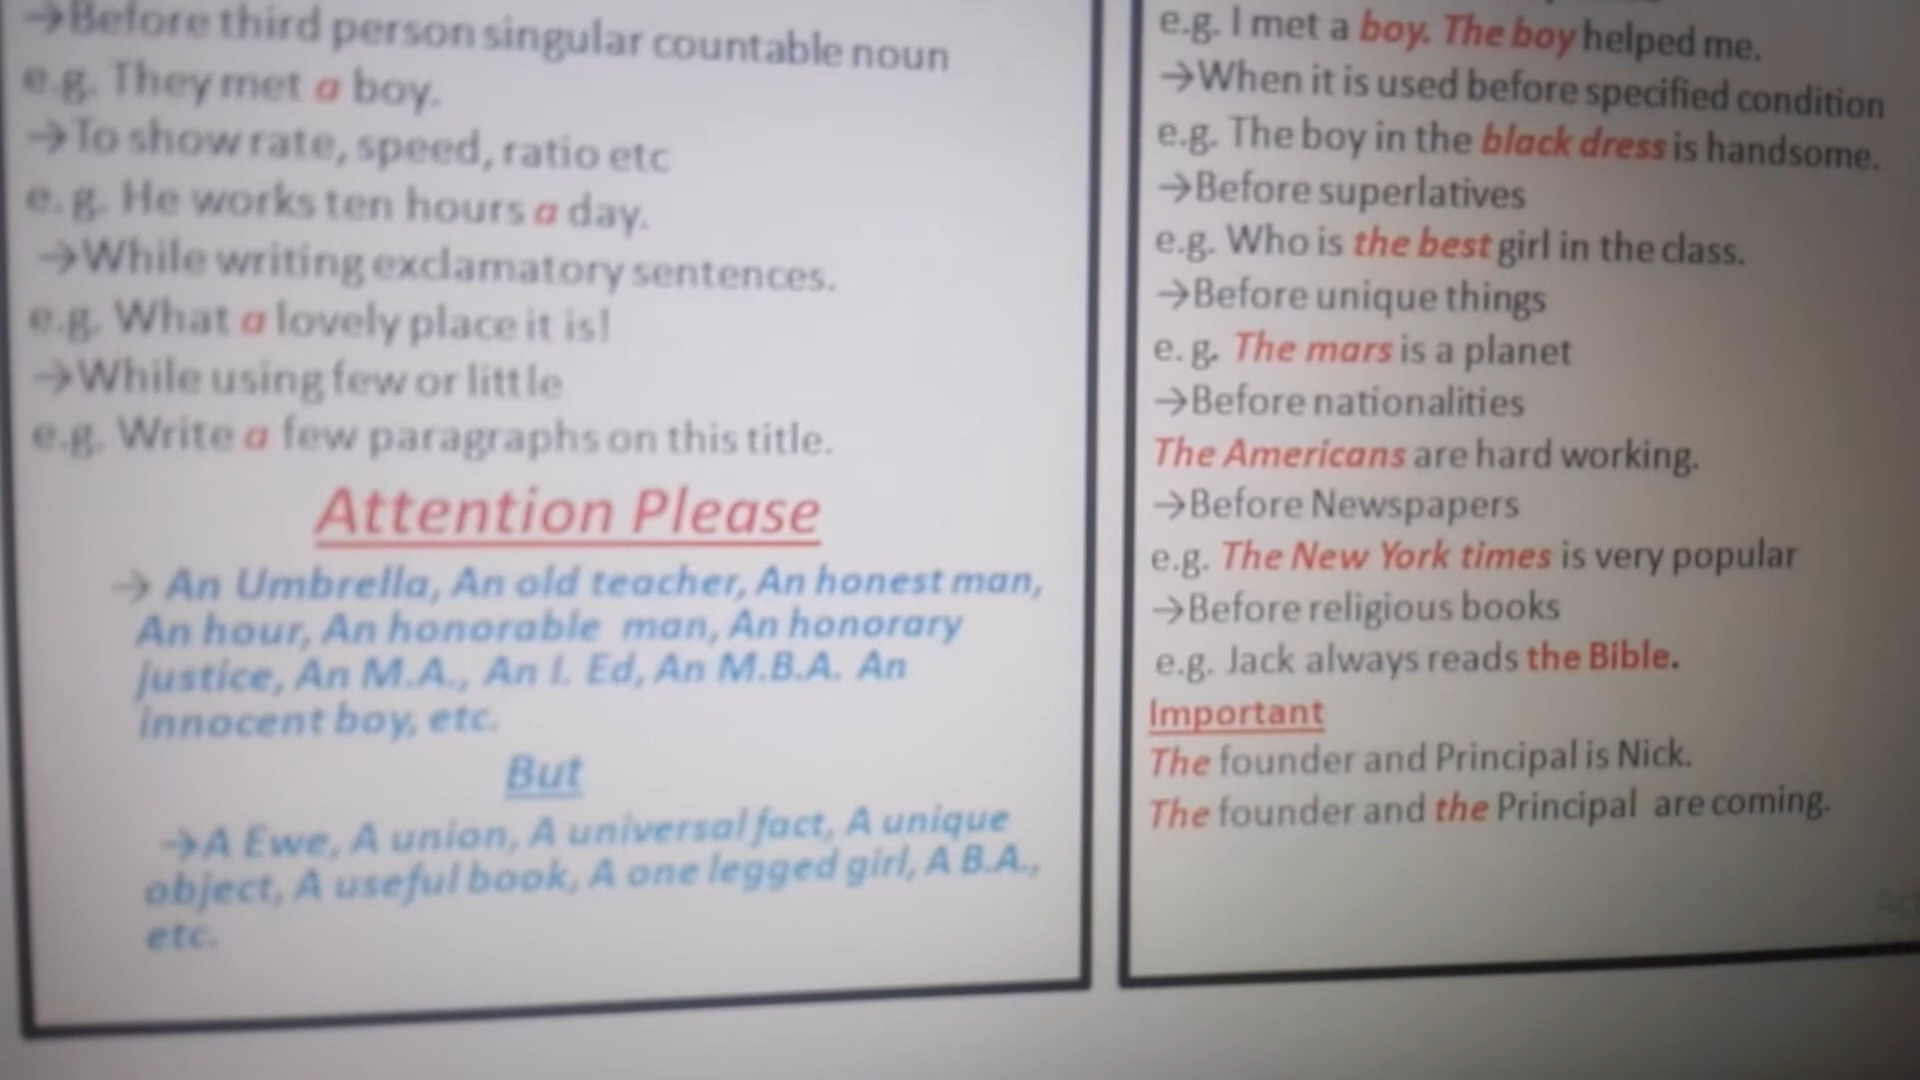 →Before third person singular countable noun
e.g. They met a boy.
→To show rate, speed, ratio etc
e. g. He works ten hours a day.
→While writing exclamatory sentences.
e.g. What a lovely place it is!
→While using few or little
e.g. Write a few paragraphs on this title.
Attention Please
→ An Umbrella, An old teacher, An honest man,
An hour, An honorable man, An honorary
justice, An M.A., An I. Ed, An M.B.A. An
innocent boy, etc.
But
→A Ewe, A union, A universal fact, A unique
object, A useful book, A one legged girl, A B.A.,
etc.
e.g. I met a boy. The boy helped me.
→When it is used before specified condition
e.g. The boy in the black dress is handsome.
→Before superlatives
e.g. Who is the best girl in the class.
→Before unique things
e. g. The mars is a planet
→Before nationalities
The Americans are hard working.
→Before Newspapers
e.g. The New York times is very popular
→Before religious books
e.g. Jack always reads the Bible.
Important
The founder and Principal is Nick.
The founder and the Principal are coming.